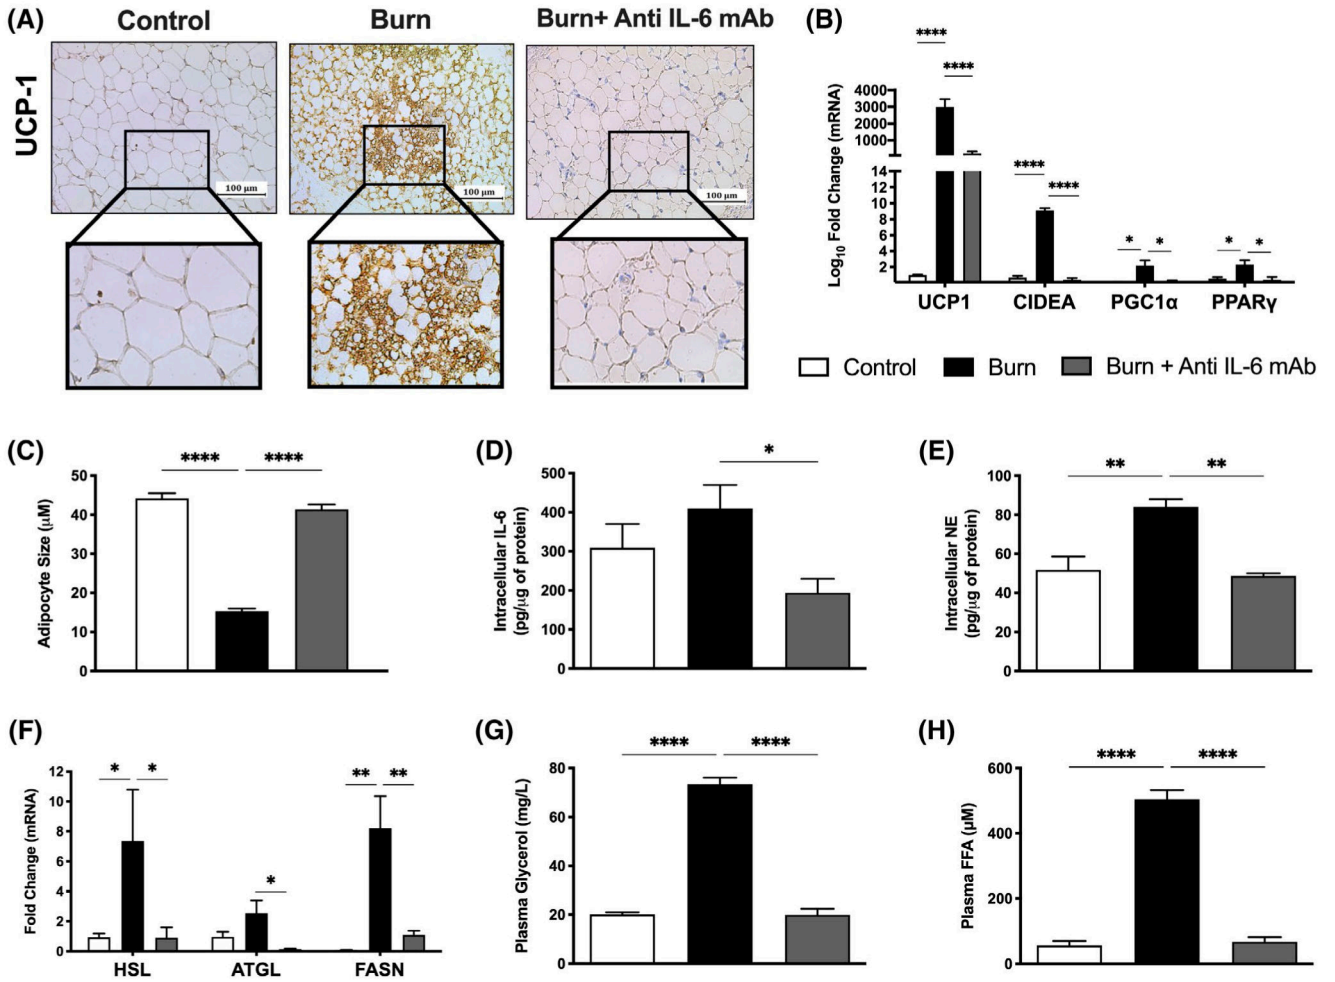 (A) Control Burn Burn+ Anti IL-6 mAb
UCP-1
100 μm
100 μm
100 μm
(B)
Log10 Fold Change (mRNA)
**** ****
**** ****
* *
* *
4000
3000
2000
1000
14
12
10
8
6
4
2
UCP1 CIDEA PGC1α PPARγ
Control Burn Burn + Anti IL-6 mAb
(C)
Adipocyte Size (μM)
**** ****
50
40
30
20
10
0
(D)
Intracellular IL-6
(pg/μg of protein)
*
500
400
300
200
100
0
(E)
Intracellular NE
(pg/μg of protein)
** **
100
80
60
40
20
0
(F)
Fold Change (mRNA)
* *
*
** **
12
10
8
6
4
2
0
HSL ATGL FASN
(G)
Plasma Glycerol (mg/L)
**** ****
80
60
40
20
0
(H)
Plasma FFA (μM)
**** ****
600
400
200
0